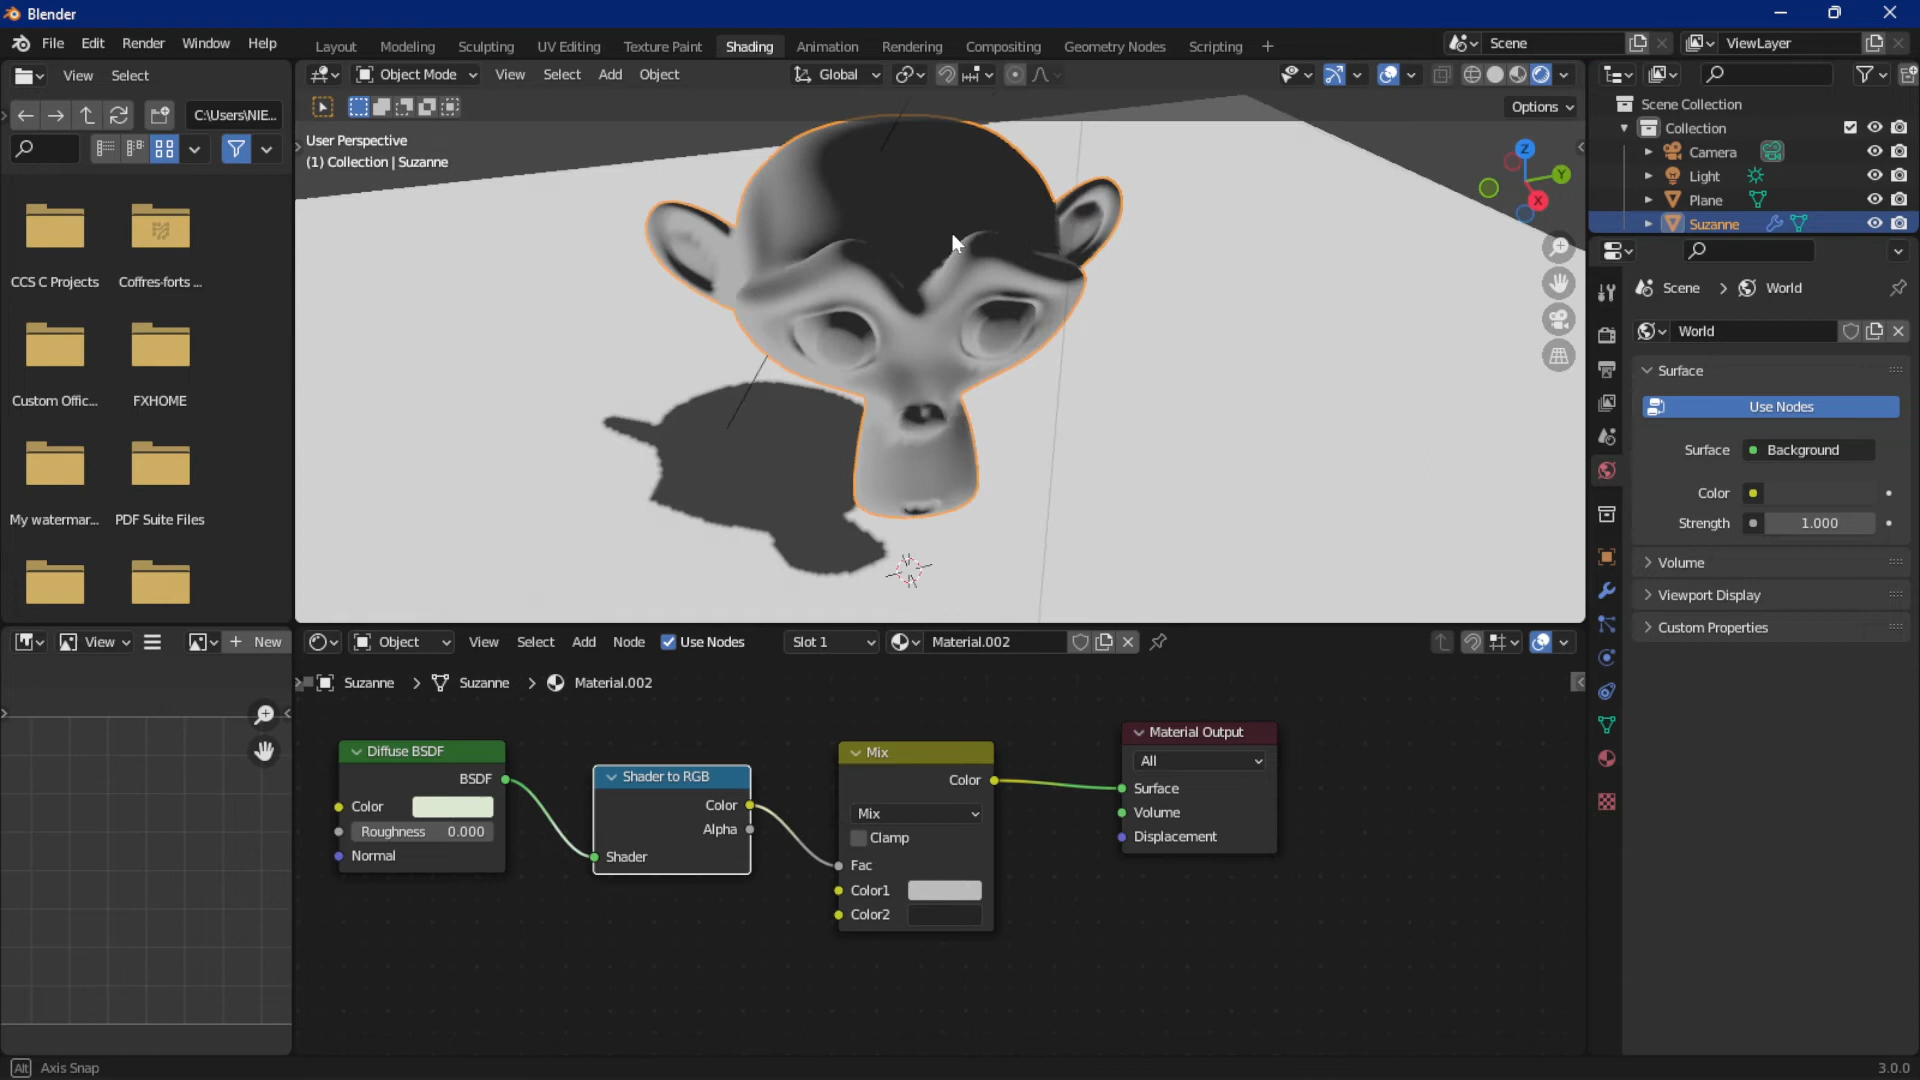 Blender
File Edit Render Window Help
Layout Modeling Sculpting UV Editing Texture Paint Shading Animation Rendering Compositing Geometry Nodes Scripting +
Scene
ViewLayer
View Select
Object Mode View Select Add Object
Global
C:\Users\NIE...
Options
User Perspective
(1) Collection | Suzanne
Z
Y
X
Scene Collection
Collection
Camera
Light
Plane
Suzanne
CCS C Projects Coffres-forts ...
Custom Offic... FXHOME
My watermar... PDF Suite Files
Scene > World
World
Surface
Use Nodes
Surface Background
Color
Strength 1.000
Volume
Viewport Display
Custom Properties
View
+ New
Object View Select Add Node Use Nodes Slot 1 Material.002
Suzanne > Suzanne > Material.002
Diffuse BSDF
BSDF
Color
Roughness 0.000
Normal
Shader to RGB
Color
Alpha
Shader
Mix
Color
Mix
Clamp
Fac
Color1
Color2
Material Output
All
Surface
Volume
Displacement
Alt Axis Snap
3.0.0